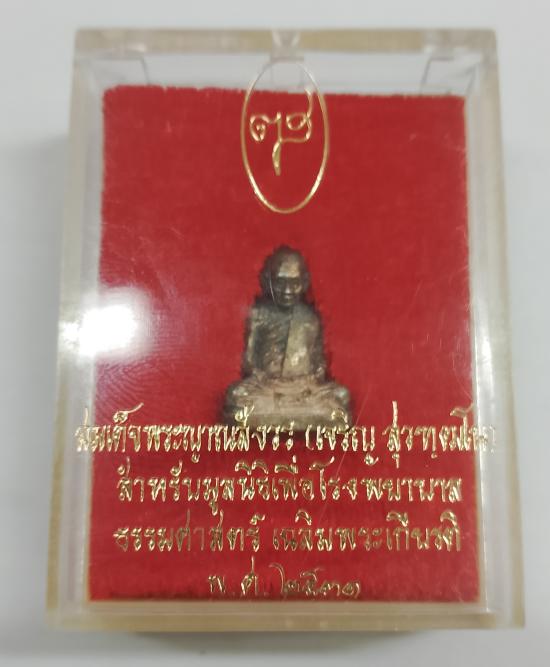 สมเด็จพระญาณสังวร (เจริญ สุวฑฺฒโน)
สำหรับมูลนิธิเพื่อโรงพยาบาล
ธรรมศาสตร์ เฉลิมพระเกียรติ
พ.ศ. ๒๕๓๑